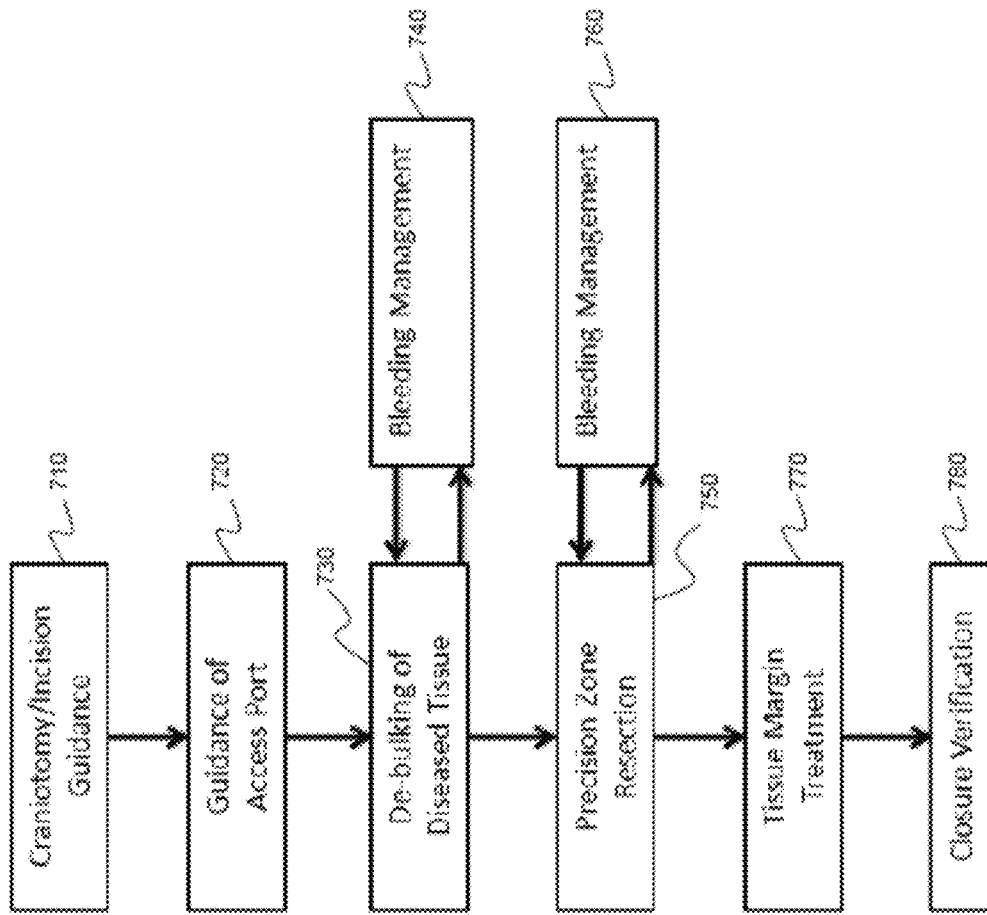 Craniotomy/Incision
Guidance
710
Guidance of
Access Port
720
De-bulking of
Diseased Tissue
730
Bleeding Management
740
Precision Zone
Resection
750
Bleeding Management
760
Tissue Margin
Treatment
770
Closure Verification
780